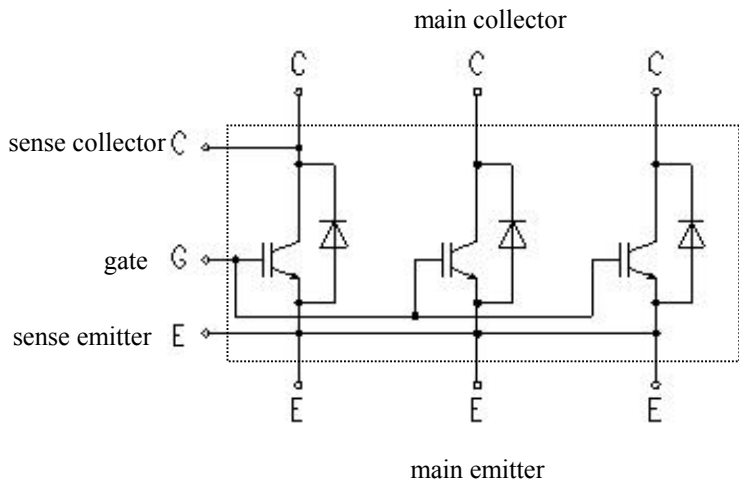 main collector
C C C
sense collector C
gate G
sense emitter E
E E E
main emitter